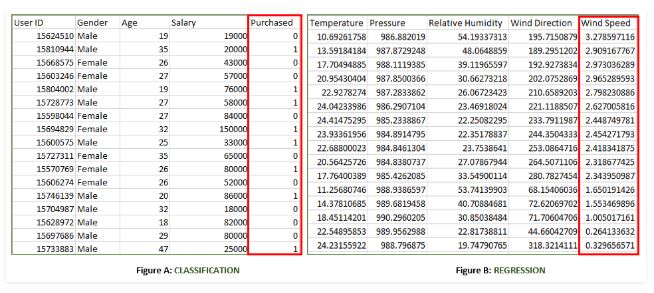 User ID Gender Age Salary Purchased
15624510 Male 19 19000 0
15810944 Male 35 20000 1
15668575 Female 26 43000 0
15603246 Female 27 57000 0
15804002 Male 19 76000 1
15728773 Male 27 58000 1
15598044 Female 27 84000 0
15694829 Female 32 150000 1
15600575 Male 25 33000 1
15727311 Female 35 65000 0
15570769 Female 26 80000 1
15606274 Female 26 52000 0
15746139 Male 20 86000 1
15704987 Male 32 18000 0
15628972 Male 18 82000 0
15697686 Male 29 80000 0
15733883 Male 47 25000 1
Figure A: CLASSIFICATION
Temperature Pressure Relative Humidity Wind Direction Wind Speed
10.69261758 986.882019 54.19337313 195.7150879 3.278597116
13.59184184 987.8729248 48.0648859 189.2951202 2.909167767
17.70494885 988.1119385 39.11965597 192.9273834 2.973036289
20.95430404 987.8500366 30.66273218 202.0752869 2.965289593
22.9278274 987.2833862 26.06723423 210.6589203 2.798230886
24.04233986 986.2907104 23.46918024 221.1188507 2.627005816
24.41475295 985.2338867 22.25082295 233.7911987 2.448749781
23.93361956 984.8914795 22.35178837 244.3504333 2.454271793
22.68800023 984.8461304 23.7538641 253.0864716 2.418341875
20.56425726 984.8380737 27.07867944 264.5071106 2.318677425
17.76400389 985.4262085 33.54900114 280.7827454 2.343950987
11.25680746 988.9386597 53.74139903 68.15406036 1.650191426
14.37810685 989.6819458 40.70884681 72.62069702 1.553469896
18.45114201 990.2960205 30.85038484 71.70604706 1.005017161
22.54895853 989.9562988 22.81738811 44.66042709 0.264133632
24.23155922 988.796875 19.74790765 318.3214111 0.329656571
Figure B: REGRESSION